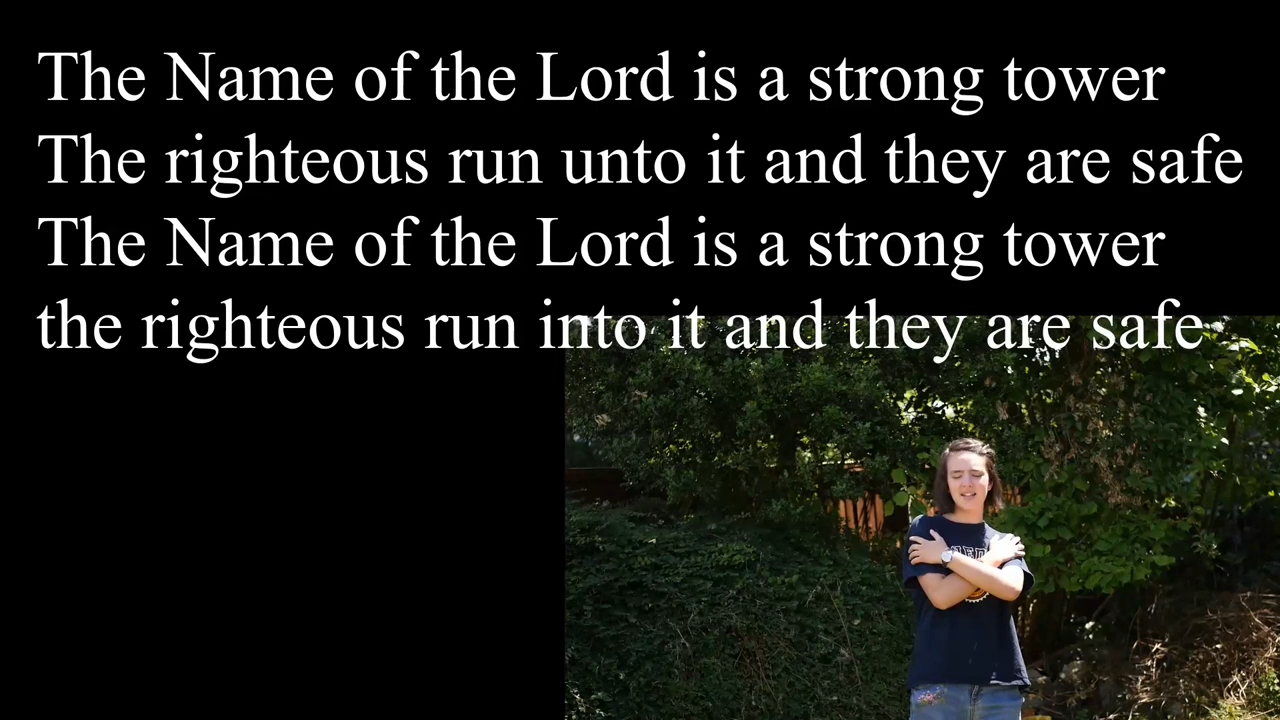 The Name of the Lord is a strong tower
The righteous run unto it and they are safe
The Name of the Lord is a strong tower
the righteous run into it and they are safe